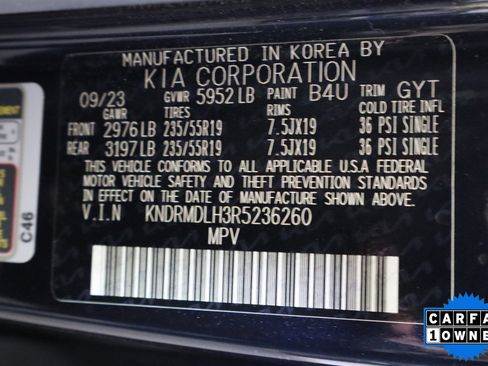 MANUFACTURED IN KOREA BY
KIA CORPORATION
09/23 GVWR 5952 LB PAINT B4U TRIM GYT
GAWR TIRES RIMS COLD TIRE INFL
FRONT 2976 LB 235/55R19 7.5JX19 36 PSI SINGLE
REAR 3197 LB 235/55R19 7.5JX19 36 PSI SINGLE
THIS VEHICLE CONFORMS TO ALL APPLICABLE U.S.A FEDERAL
MOTOR VEHICLE SAFETY AND THEFT PREVENTION STANDARDS
IN EFFECT ON THE DATE OF MANUFACTURE SHOWN ABOVE.
V.I.N KNDRMDLH3R5236260
MPV
C46
CARFA
1 OWNE